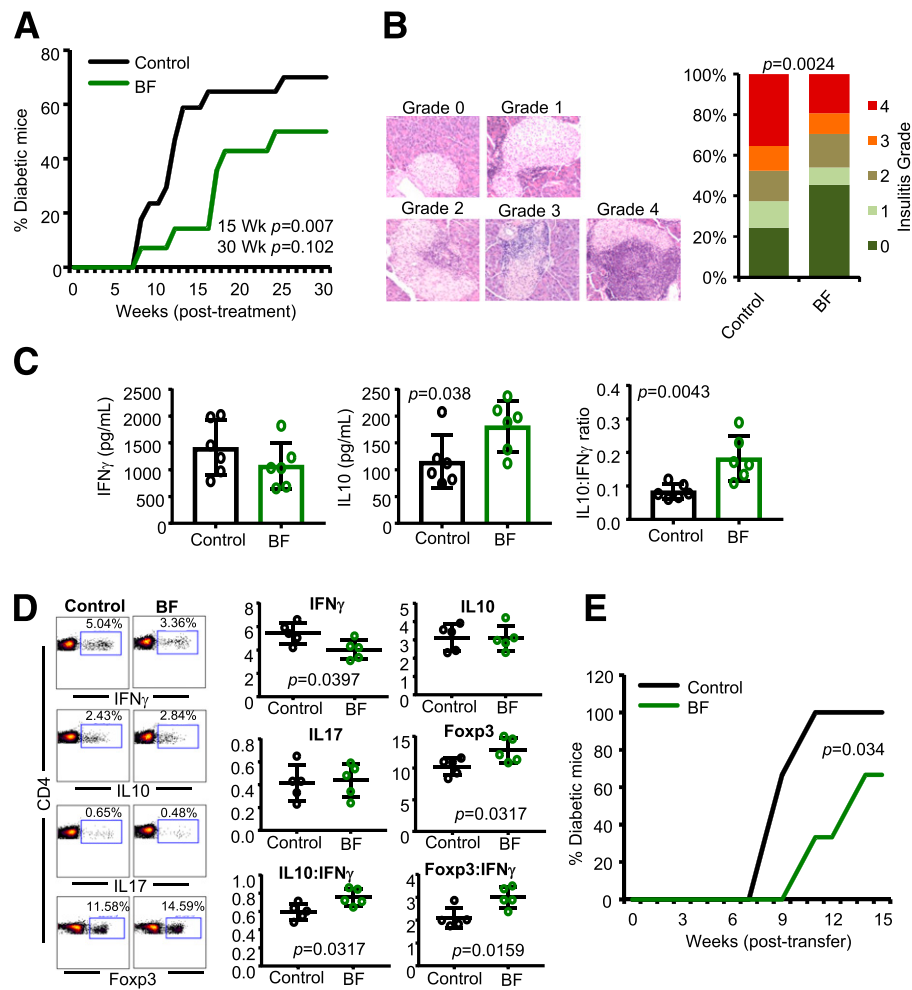 A
80
60
40
20
0
% Diabetic mice
Control
BF
15 Wk p=0.007
30 Wk p=0.102
0 5 10 15 20 25 30
Weeks (post-treatment)
B
Grade 0 Grade 1
Grade 2 Grade 3 Grade 4
p=0.0024
100%
80%
60%
40%
20%
0%
Control BF
4
3
2
1
0
Insulitis Grade
C
IFNγ (pg/mL)
2500
2000
1500
1000
500
0
Control BF
IL10 (pg/mL)
250
200
150
100
50
0
p=0.038
Control BF
IL10:IFNγ ratio
0.4
0.3
0.2
0.1
0.0
p=0.0043
Control BF
D
Control BF
5.04% 3.36%
IFNγ
2.43% 2.84%
IL10
0.65% 0.48%
IL17
11.58% 14.59%
Foxp3
CD4
IFNγ
8
6
4
2
0
p=0.0397
Control BF
IL10
5
4
3
2
1
0
Control BF
IL17
0.8
0.6
0.4
0.2
0.0
Control BF
Foxp3
15
10
5
0
p=0.0317
Control BF
IL10:IFNγ
1.0
0.8
0.6
0.4
0.2
0.0
p=0.0317
Control BF
Foxp3:IFNγ
4
3
2
1
0
p=0.0159
Control BF
E
120
100
80
60
40
20
0
% Diabetic mice
Control
BF
p=0.034
0 3 6 9 12 15
Weeks (post-transfer)